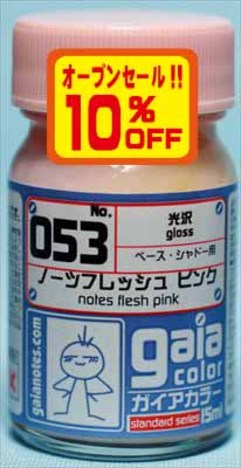 オープンセール!!
10%
OFF
No.
053
光沢
gloss
ベース・シャドー用
ノーツフレッシュ ピンク
notes flesh pink
gaianotes.com
gaia
color
ガイアカラー
standard series
15ml